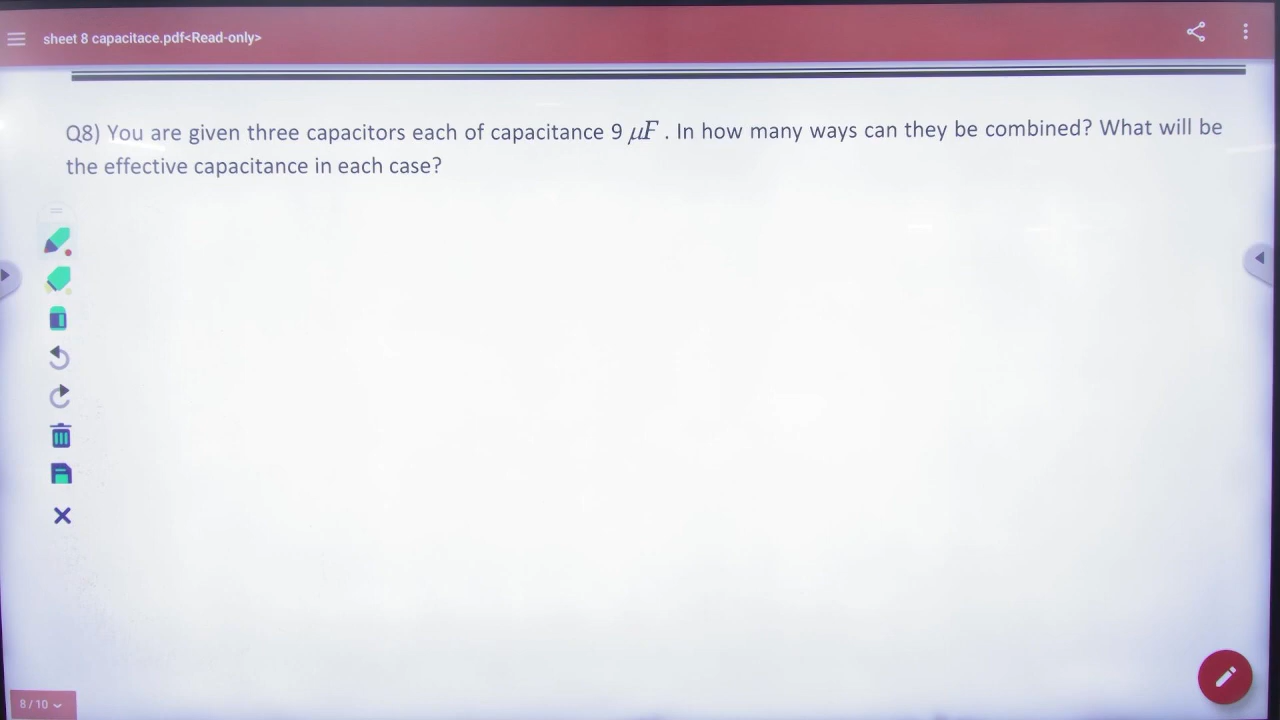 sheet 8 capacitace.pdf<Read-only>
Q8) You are given three capacitors each of capacitance 9 μF . In how many ways can they be combined? What will be
the effective capacitance in each case?
8 / 10